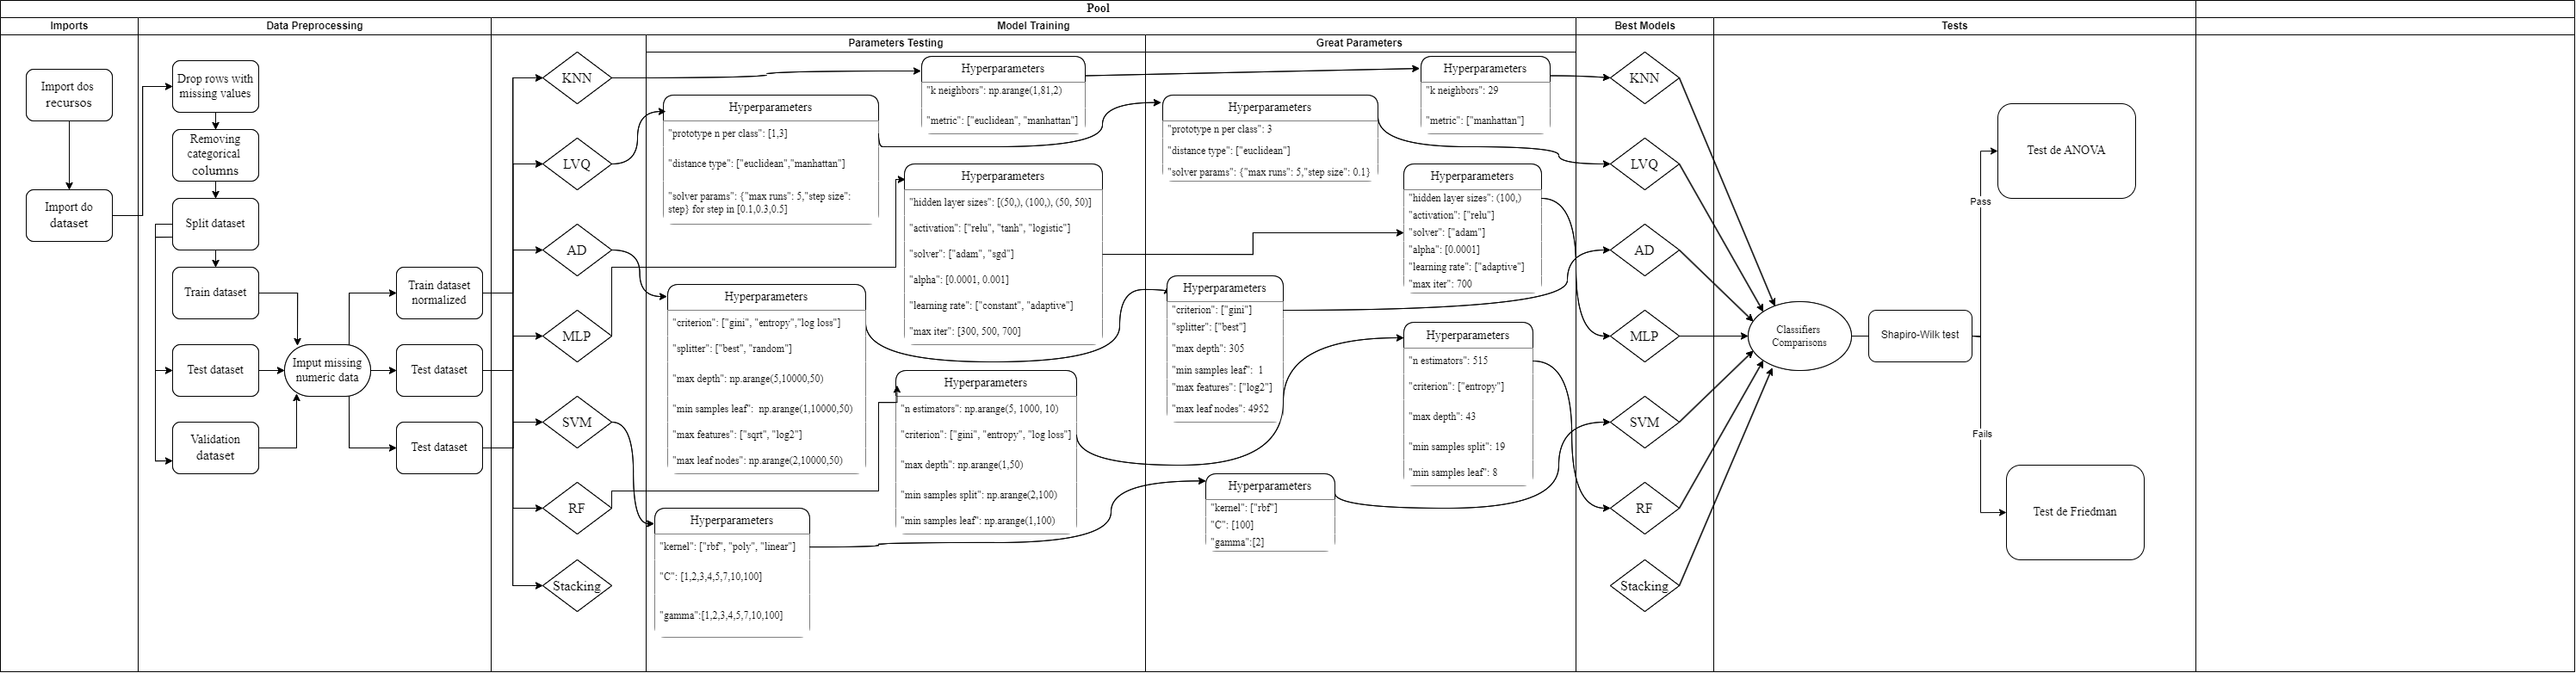 Pool
Imports
Data Preprocessing
Model Training
Best Models
Tests
Parameters Testing
Great Parameters
Import dos
recursos
Import do
dataset
Drop rows with
missing values
Removing
categorical
columns
Split dataset
Train dataset
Test dataset
Validation
dataset
Imput missing
numeric data
Train dataset
normalized
Test dataset
Test dataset
KNN
LVQ
AD
MLP
SVM
RF
Stacking
Hyperparameters
"k neighbors": np.arange(1,81,2)
"metric": ["euclidean", "manhattan"]
Hyperparameters
"prototype n per class": [1,3]
"distance type": ["euclidean","manhattan"]
"solver params": {"max runs": 5,"step size":
step} for step in [0.1,0.3,0.5]
Hyperparameters
"hidden layer sizes": [(50,), (100,), (50, 50)]
"activation": ["relu", "tanh", "logistic"]
"solver": ["adam", "sgd"]
"alpha": [0.0001, 0.001]
"learning rate": ["constant", "adaptive"]
"max iter": [300, 500, 700]
Hyperparameters
"criterion": ["gini", "entropy","log loss"]
"splitter": ["best", "random"]
"max depth": np.arange(5,10000,50)
"min samples leaf":  np.arange(1,10000,50)
"max features": ["sqrt", "log2"]
"max leaf nodes": np.arange(2,10000,50)
Hyperparameters
"n estimators": np.arange(5, 1000, 10)
"criterion": ["gini", "entropy", "log loss"]
"max depth": np.arange(1,50)
"min samples split": np.arange(2,100)
"min samples leaf": np.arange(1,100)
Hyperparameters
"kernel": ["rbf", "poly", "linear"]
"C": [1,2,3,4,5,7,10,100]
"gamma":[1,2,3,4,5,7,10,100]
Hyperparameters
"k neighbors": 29
"metric": ["manhattan"]
Hyperparameters
"prototype n per class": 3
"distance type": ["euclidean"]
"solver params": {"max runs": 5,"step size": 0.1}
Hyperparameters
"hidden layer sizes": (100,)
"activation": ["relu"]
"solver": ["adam"]
"alpha": [0.0001]
"learning rate": ["adaptive"]
"max iter": 700
Hyperparameters
"criterion": ["gini"]
"splitter": ["best"]
"max depth": 305
"min samples leaf":  1
"max features": ["log2"]
"max leaf nodes": 4952
Hyperparameters
"n estimators": 515
"criterion": ["entropy"]
"max depth": 43
"min samples split": 19
"min samples leaf": 8
Hyperparameters
"kernel": ["rbf"]
"C": [100]
"gamma":[2]
KNN
LVQ
AD
MLP
SVM
RF
Stacking
Classifiers
Comparisons
Shapiro-Wilk test
Pass
Fails
Test de ANOVA
Test de Friedman